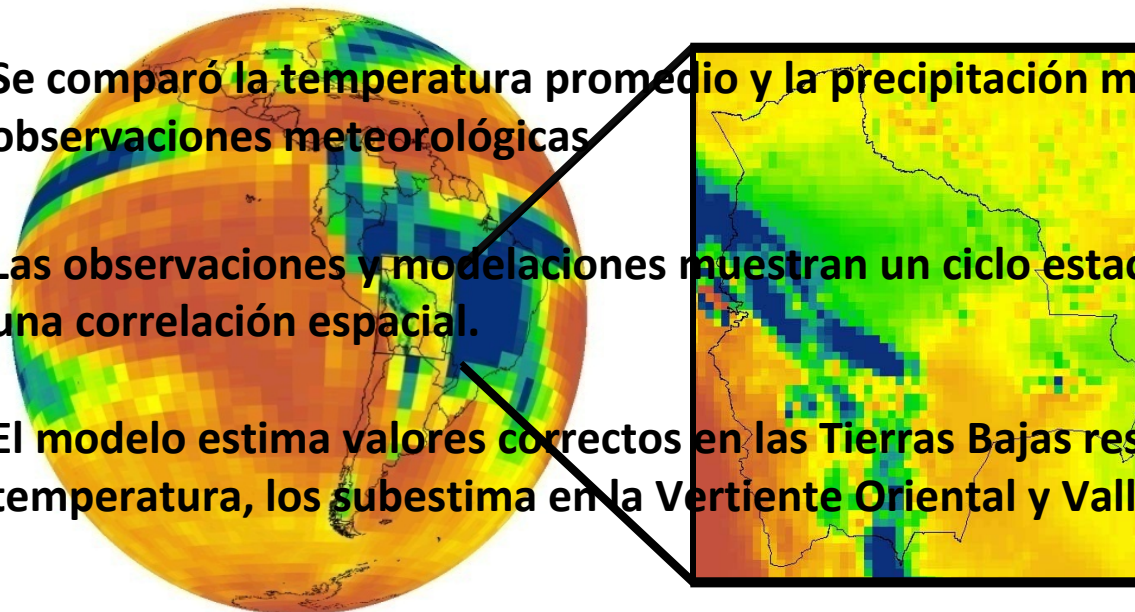 Se comparó la temperatura promedio y la precipitación m
observaciones meteorológicas
Las observaciones y modelaciones muestran un ciclo estac
una correlación espacial.
El modelo estima valores correctos en las Tierras Bajas res
temperatura, los subestima en la Vertiente Oriental y Vall